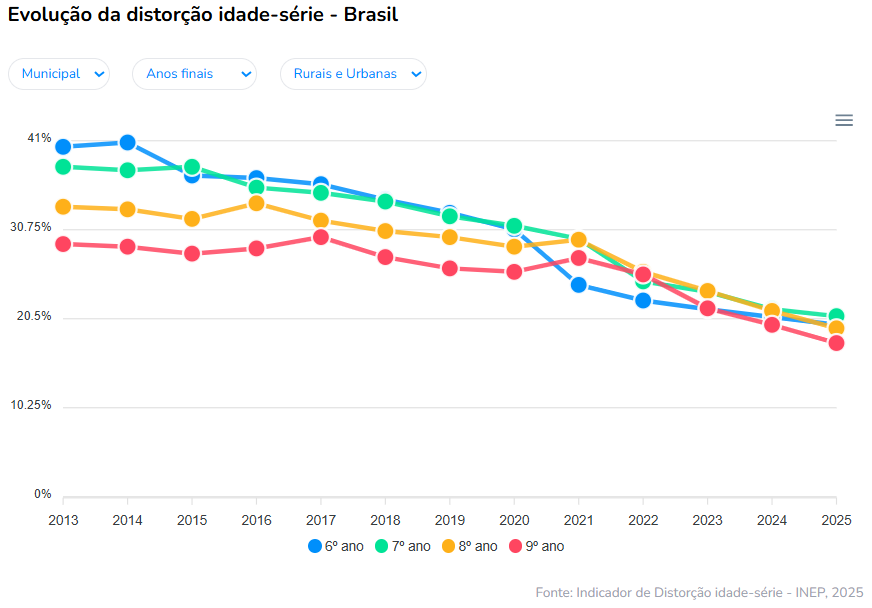 Evolução da distorção idade-série - Brasil
Municipal Anos finais Rurais e Urbanas
41%
30.75%
20.5%
10.25%
0%
2013 2014 2015 2016 2017 2018 2019 2020 2021 2022 2023 2024 2025
6º ano 7º ano 8º ano 9º ano
Fonte: Indicador de Distorção idade-série - INEP, 2025